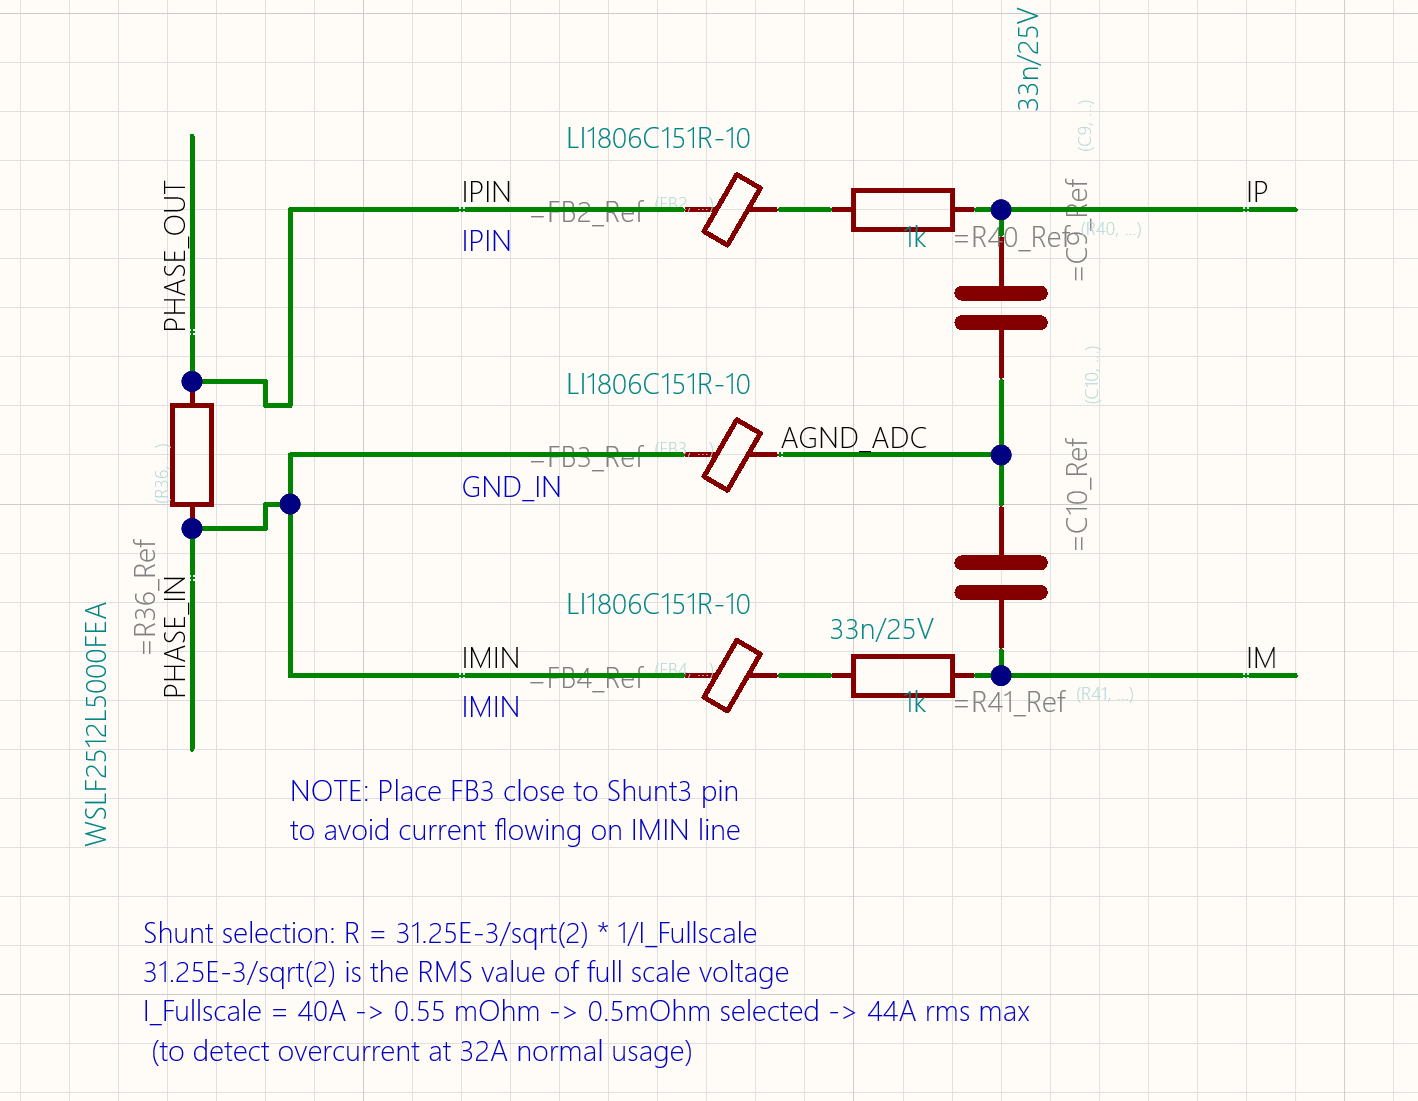 33n/25V
(C9, ...)
LI1806C151R-10
PHASE_OUT
IPIN
=FB2_Ref
(FB2, ...)
IPIN
1k
=R40_Ref
(R40, ...)
=C9_Ref
IP
LI1806C151R-10
(C10, ...)
=FB3_Ref
(FB3, ...)
AGND_ADC
GND_IN
(R36, ...)
=C10_Ref
=R36_Ref
PHASE_IN
WSLF2512L5000FEA
LI1806C151R-10
33n/25V
IMIN
=FB4_Ref
(FB4, ...)
IMIN
1k
=R41_Ref
(R41, ...)
IM
NOTE: Place FB3 close to Shunt3 pin
to avoid current flowing on IMIN line
Shunt selection: R = 31.25E-3/sqrt(2) * 1/I_Fullscale
31.25E-3/sqrt(2) is the RMS value of full scale voltage
I_Fullscale = 40A -> 0.55 mOhm -> 0.5mOhm selected -> 44A rms max
(to detect overcurrent at 32A normal usage)